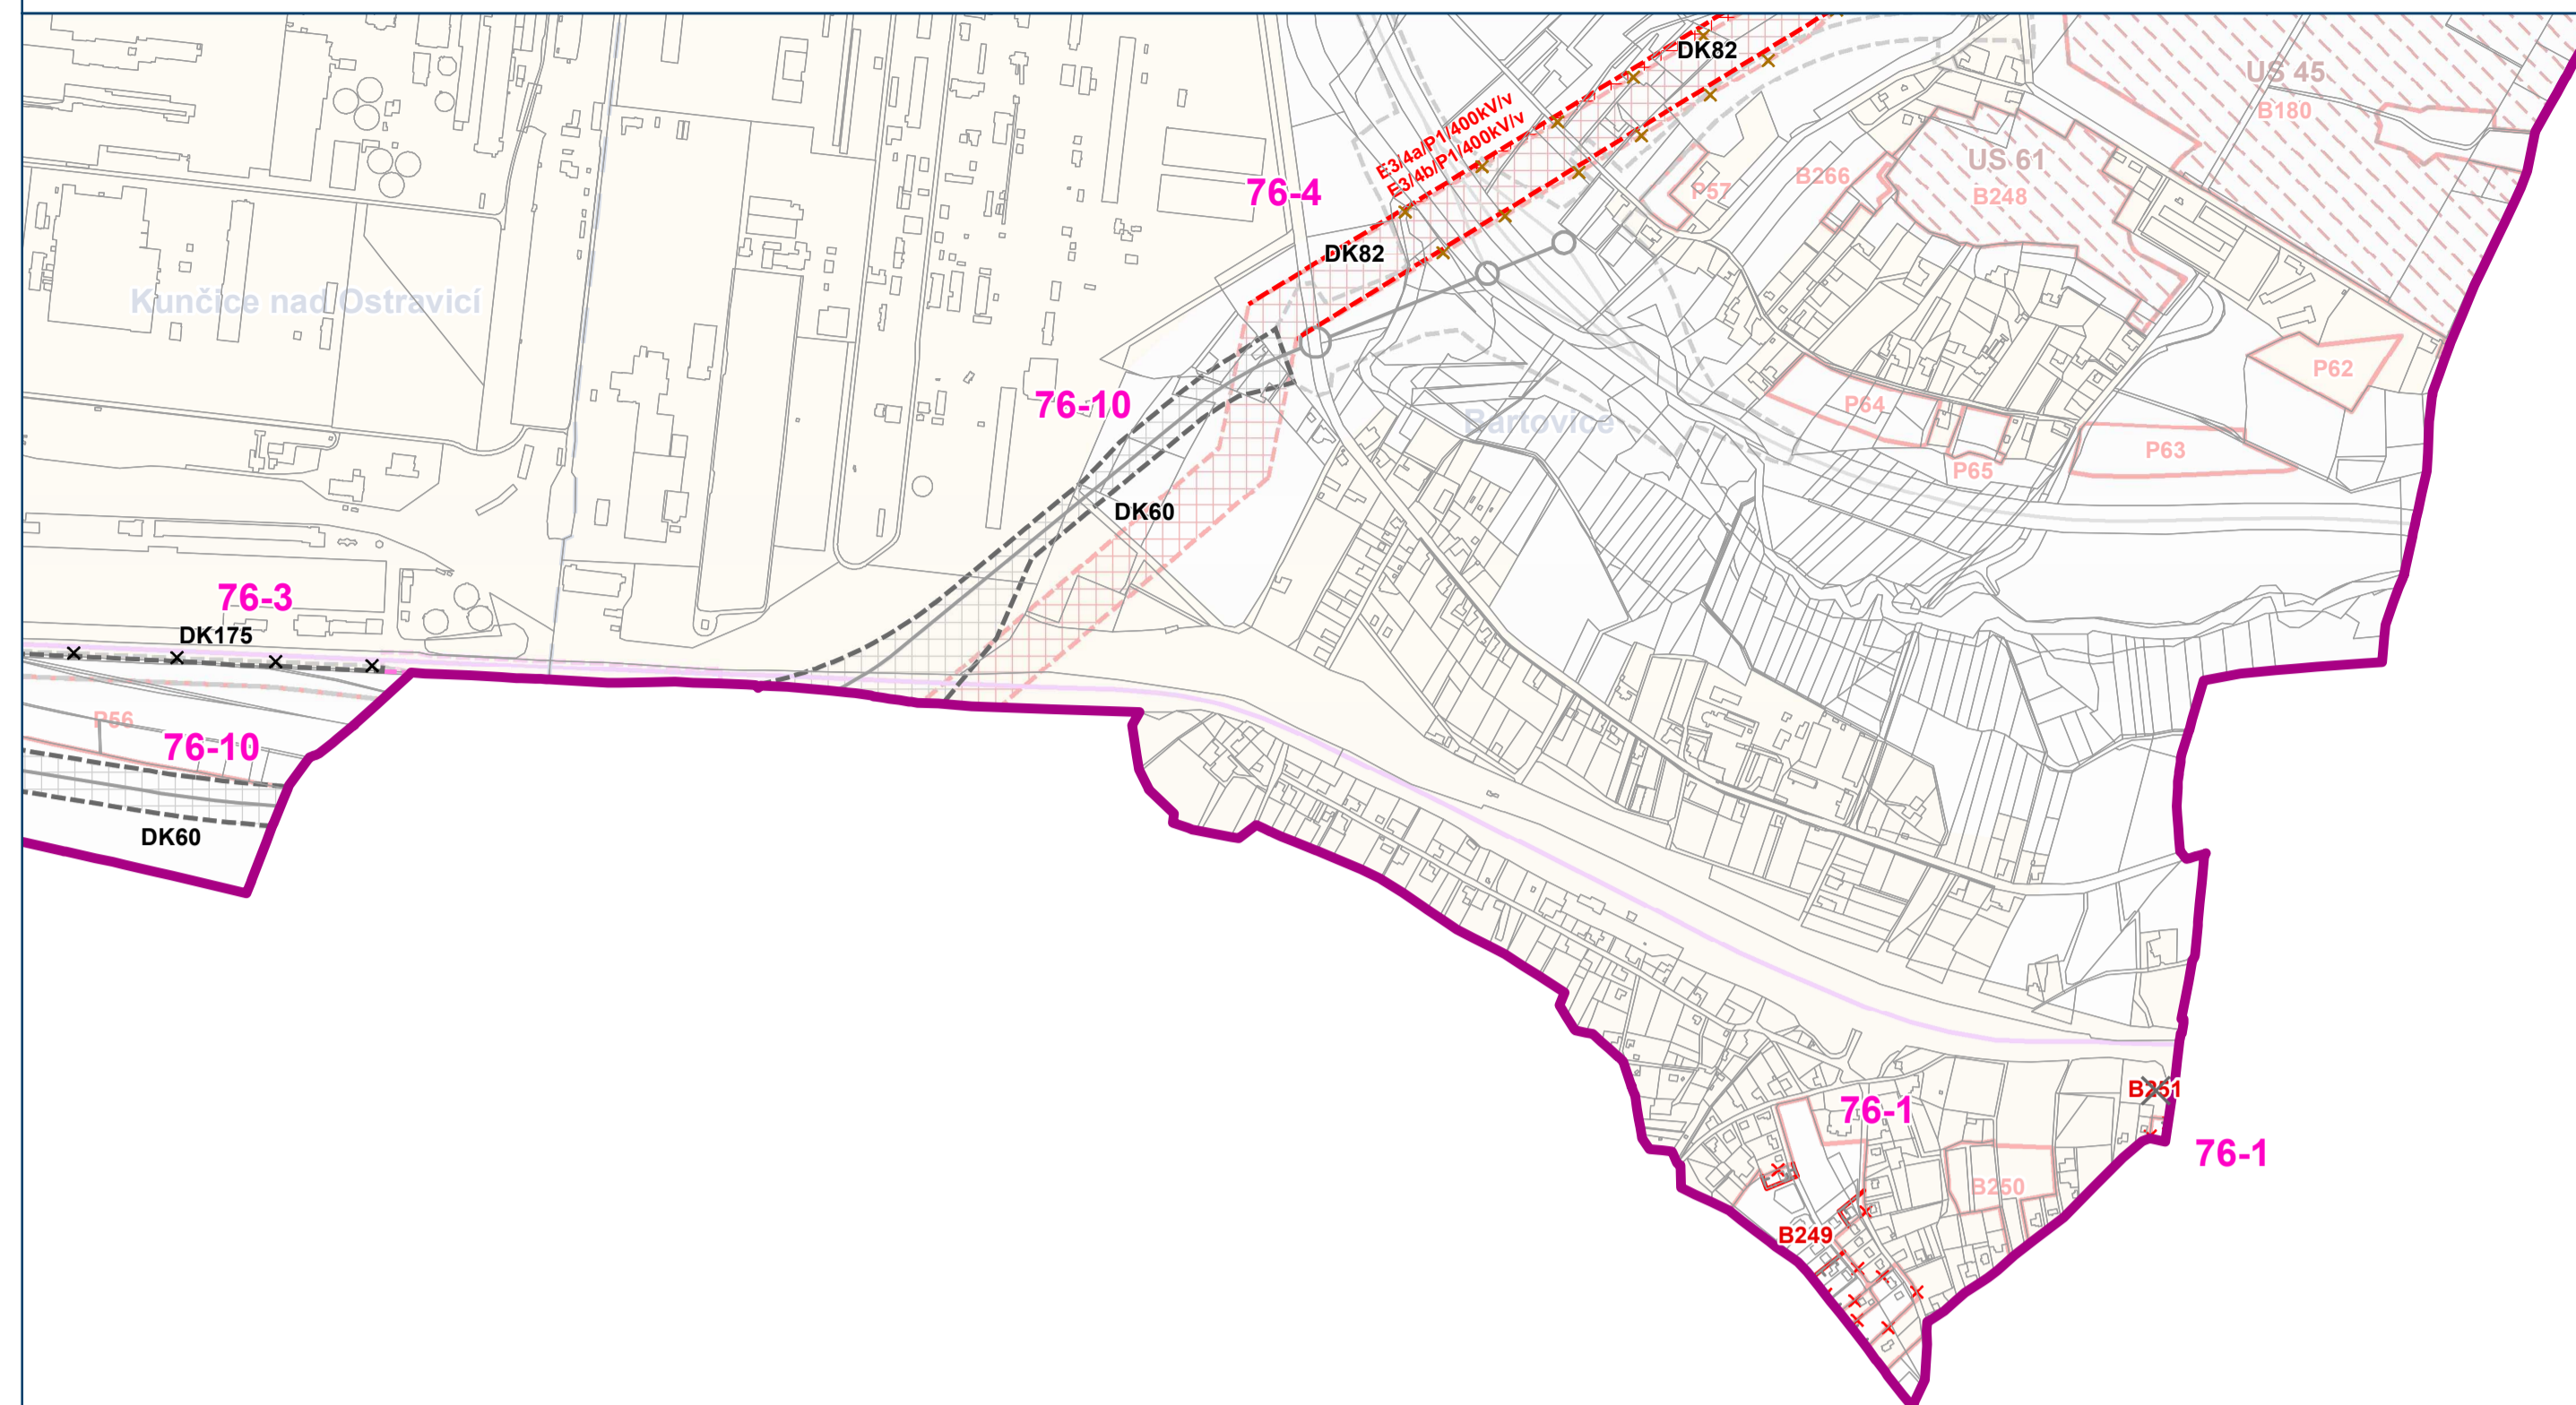 DK82
US 45
B180
E3/4a/P1/400kV/v
E3/4b/P1/400kV/v
76-4
P57
B266
US 61
B248
DK82
Kunčice nad Ostravicí
P62
76-10
P64
Bartovice
P63
P65
DK60
76-3
DK175
P56
76-10
DK60
B251
76-1
76-1
B250
B249